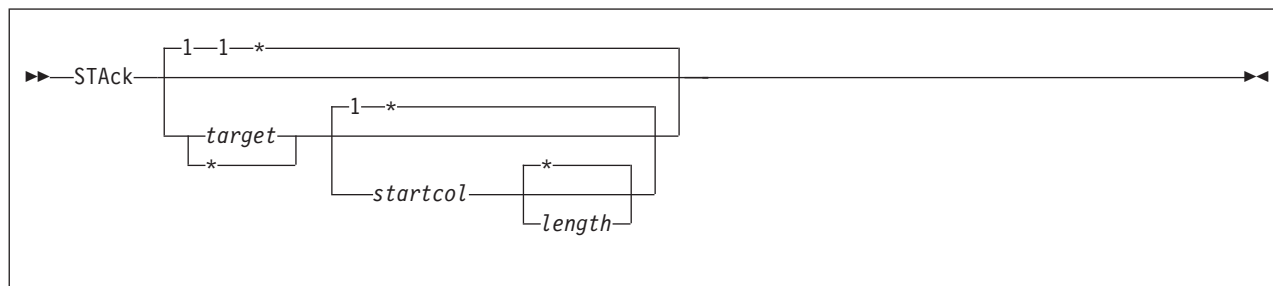 1 1 *
►►STAck ►◄
1 *
target
*
*
startcol
length